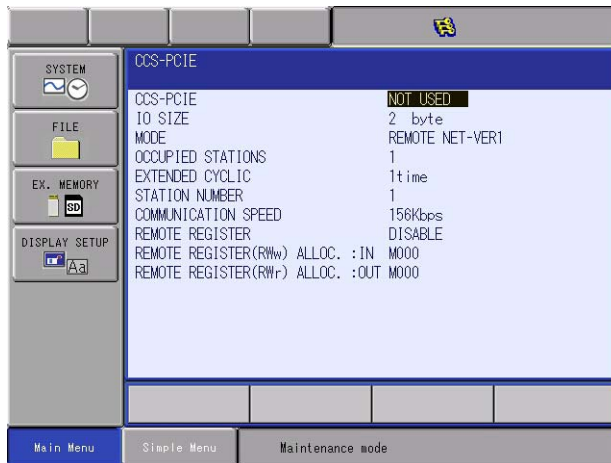 SYSTEM
FILE
EX. MEMORY
SD
DISPLAY SETUP
Aa
CCS-PCIE
CCS-PCIE NOT USED
IO SIZE 2 byte
MODE REMOTE NET-VER1
OCCUPIED STATIONS 1
EXTENDED CYCLIC 1time
STATION NUMBER 1
COMMUNICATION SPEED 156Kbps
REMOTE REGISTER DISABLE
REMOTE REGISTER(RWw) ALLOC. :IN M000
REMOTE REGISTER(RWr) ALLOC. :OUT M000
Main Menu Simple Menu Maintenance mode